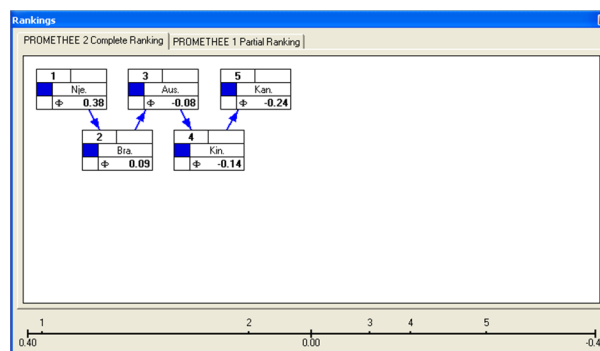 Rankings
PROMETHEE 2 Complete Ranking PROMETHEE 1 Partial Ranking
1 3 5
Nje. Aus. Kan.
Φ 0.38 Φ -0.08 Φ -0.24
2 4
Bra. Kin.
Φ 0.09 Φ -0.14
1 2 3 4 5
0.40 0.00 -0.4